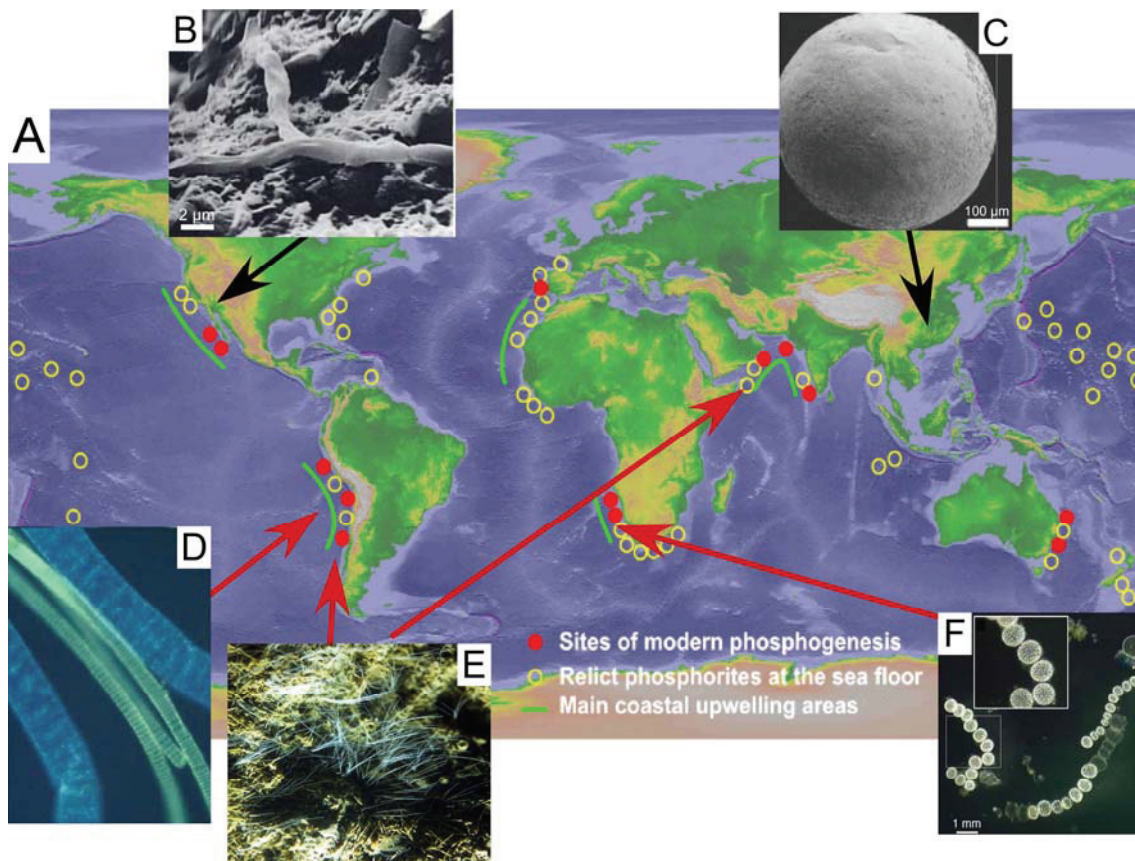 B
C
A
2 µm
100 µm
D
E
F
Sites of modern phosphogenesis
Relict phosphorites at the sea floor
Main coastal upwelling areas
1 mm